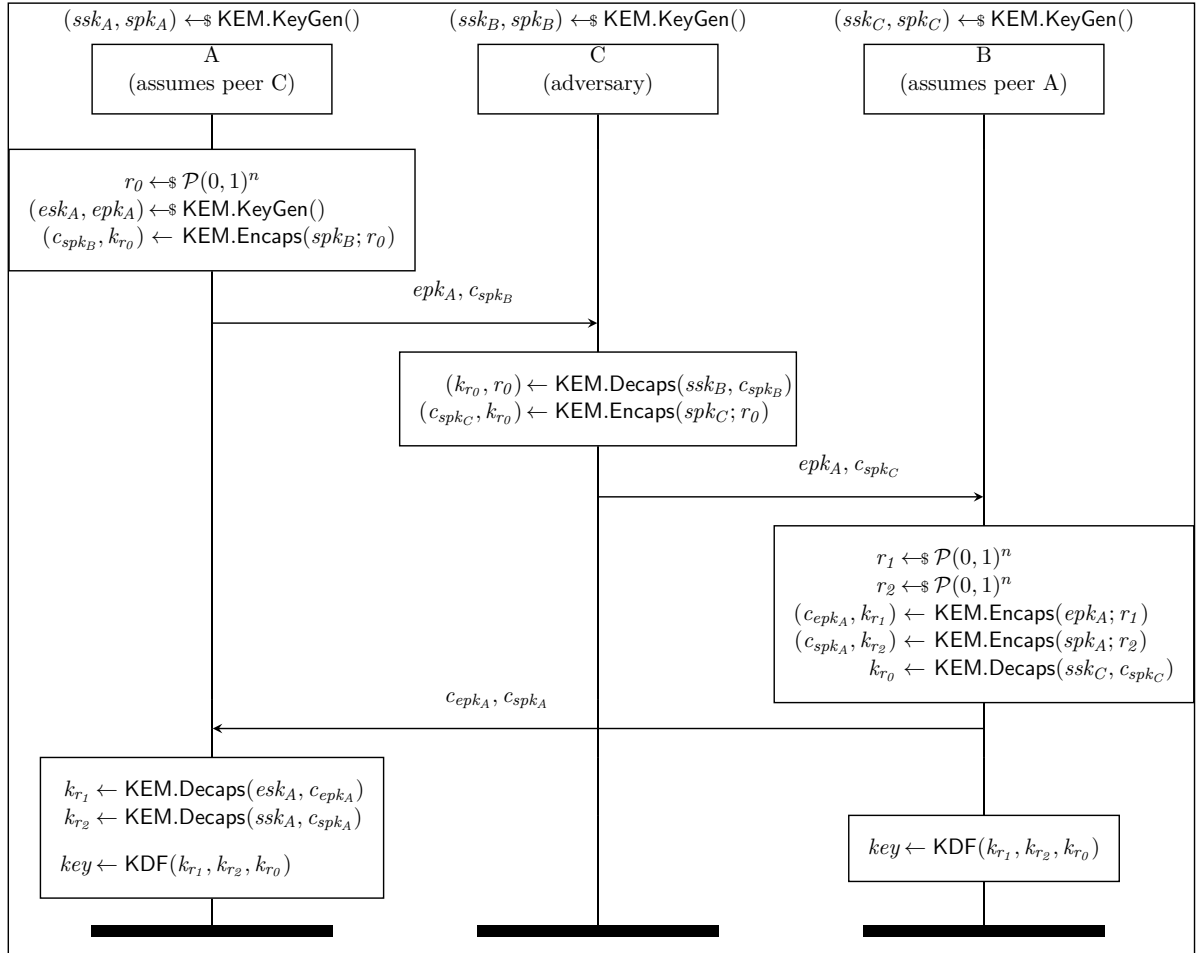 (ssk_A, spk_A) ←$ KEM.KeyGen() (ssk_B, spk_B) ←$ KEM.KeyGen() (ssk_C, spk_C) ←$ KEM.KeyGen()
A
(assumes peer C)
C
(adversary)
B
(assumes peer A)
r_0 ←$ 𝒫(0, 1)^n
(esk_A, epk_A) ←$ KEM.KeyGen()
(c_{spk_B}, k_{r_0}) ← KEM.Encaps(spk_B; r_0)
epk_A, c_{spk_B}
(k_{r_0}, r_0) ← KEM.Decaps(ssk_B, c_{spk_B})
(c_{spk_C}, k_{r_0}) ← KEM.Encaps(spk_C; r_0)
epk_A, c_{spk_C}
r_1 ←$ 𝒫(0, 1)^n
r_2 ←$ 𝒫(0, 1)^n
(c_{epk_A}, k_{r_1}) ← KEM.Encaps(epk_A; r_1)
(c_{spk_A}, k_{r_2}) ← KEM.Encaps(spk_A; r_2)
k_{r_0} ← KEM.Decaps(ssk_C, c_{spk_C})
c_{epk_A}, c_{spk_A}
k_{r_1} ← KEM.Decaps(esk_A, c_{epk_A})
k_{r_2} ← KEM.Decaps(ssk_A, c_{spk_A})
key ← KDF(k_{r_1}, k_{r_2}, k_{r_0})
key ← KDF(k_{r_1}, k_{r_2}, k_{r_0})